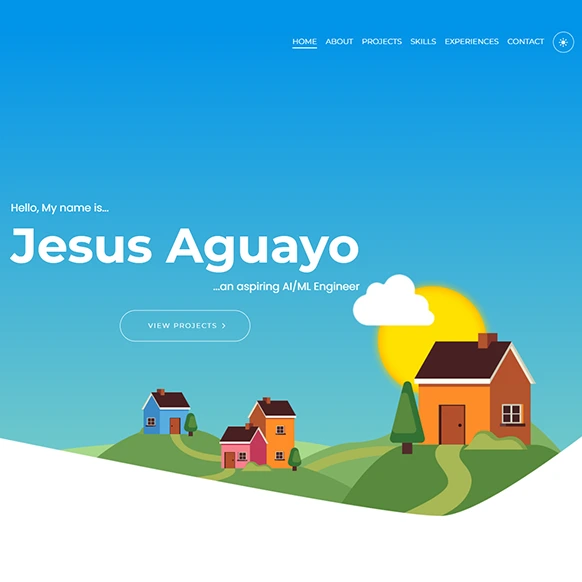 HOME ABOUT PROJECTS SKILLS EXPERIENCES CONTACT
Hello, My name is...
Jesus Aguayo
...an aspiring AI/ML Engineer
VIEW PROJECTS >